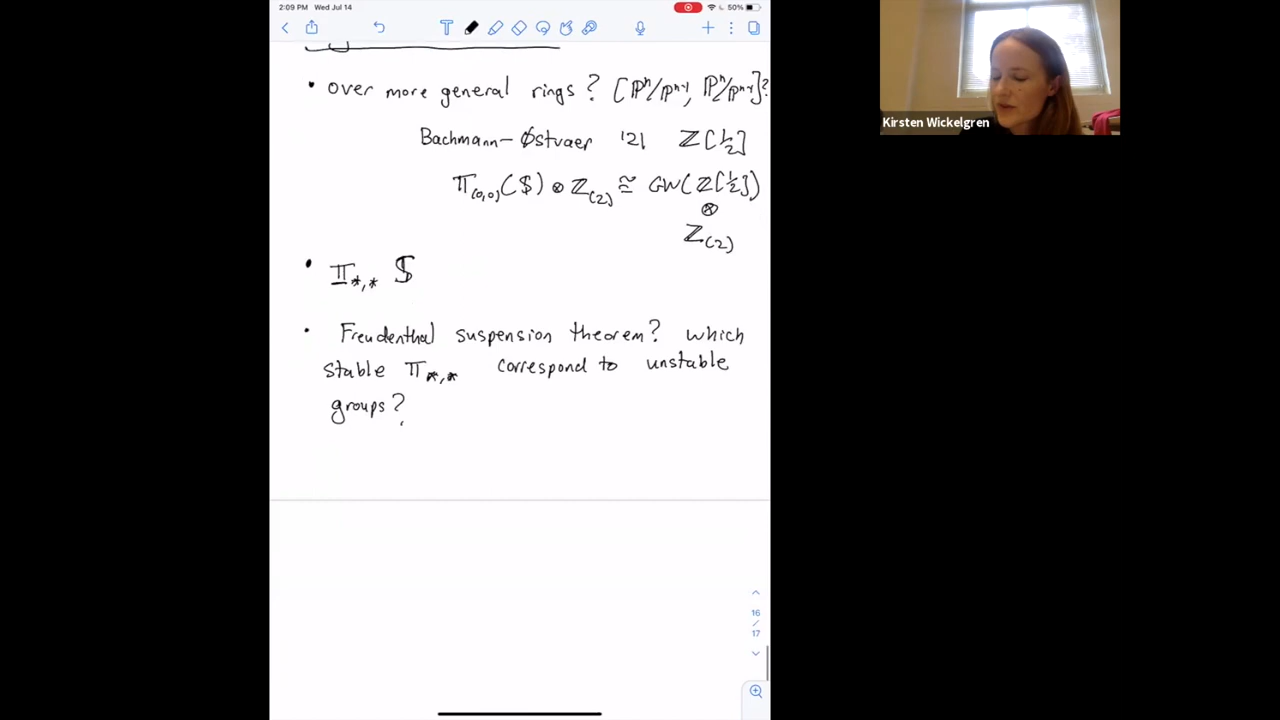 2:09 PM Wed Jul 14
50%
T
• over more general rings? [ℙⁿ/ℙⁿ⁻¹, ℙⁿ/ℙⁿ⁻¹]?
Bachmann–Østvaer '21 ℤ[1/2]
π₍₀,₀₎($) ⊗ ℤ₍₂₎ ≅ GW(ℤ[1/2])
⊗
ℤ₍₂₎
• π_*,* $
• Freudenthal suspension theorem? which
stable π_*,* correspond to unstable
groups?
16
/
17
Kirsten Wickelgren